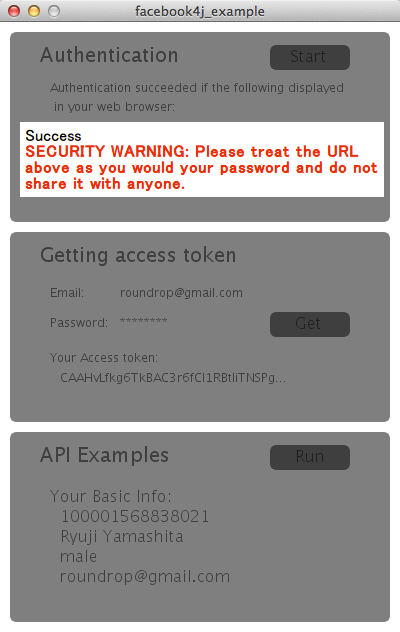 facebook4j_example
Authentication
Start
Authentication succeeded if the following displayed
in your web browser:
Success
SECURITY WARNING: Please treat the URL
above as you would your password and do not
share it with anyone.
Getting access token
Email: roundrop@gmail.com
Password: ********
Get
Your Access token:
CAAHvLfkg6TkBAC3r6fCl1RBtIiTNSPg...
API Examples
Run
Your Basic Info:
100001568838021
Ryuji Yamashita
male
roundrop@gmail.com